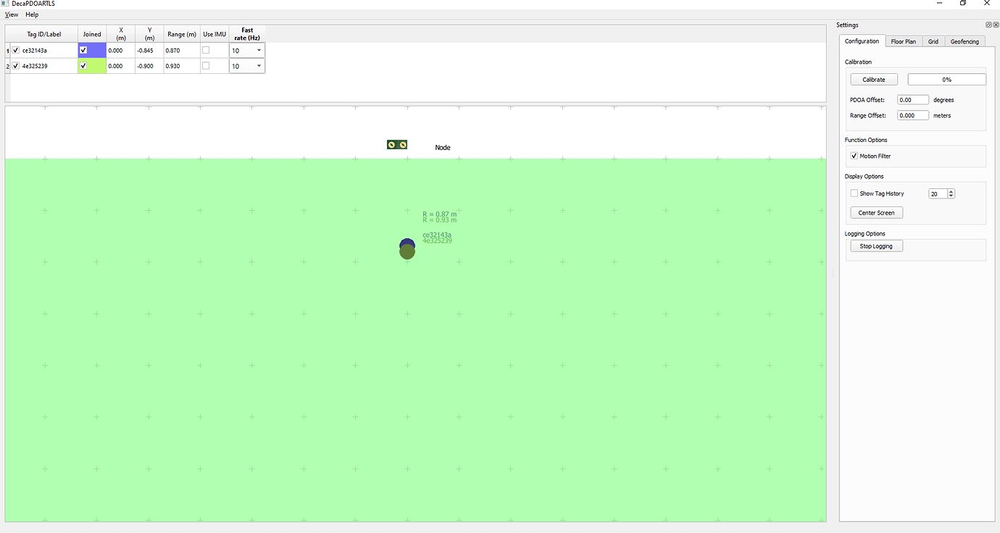 DecaPDOARTLS
View Help
Tag ID/Label Joined X (m) Y (m) Range (m) Use IMU Fast rate (Hz)
1 ce32143a 0.000 -0.845 0.870 10
2 4e325239 0.000 -0.900 0.930 10
Node
R = 0.87 m
R = 0.93 m
ce32143a
4e325239
Settings
Configuration Floor Plan Grid Geofencing
Calibration
Calibrate 0%
PDOA Offset: 0.00 degrees
Range Offset: 0.000 meters
Function Options
Motion Filter
Display Options
Show Tag History 20
Center Screen
Logging Options
Stop Logging